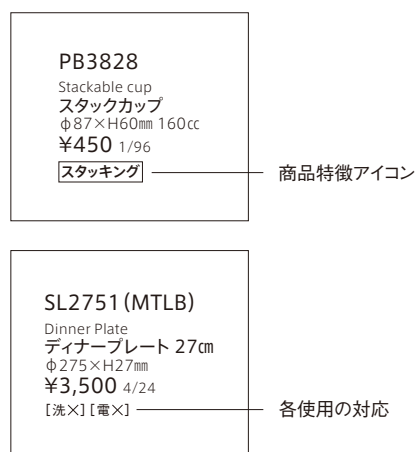 PB3828
Stackable cup
スタックカップ
φ87×H60㎜ 160㏄
¥450 1/96
スタッキング
商品特徴アイコン
SL2751(MTLB)
Dinner Plate
ディナープレート 27㎝
φ275×H27㎜
¥3,500 4/24
[洗×][電×]
各使用の対応